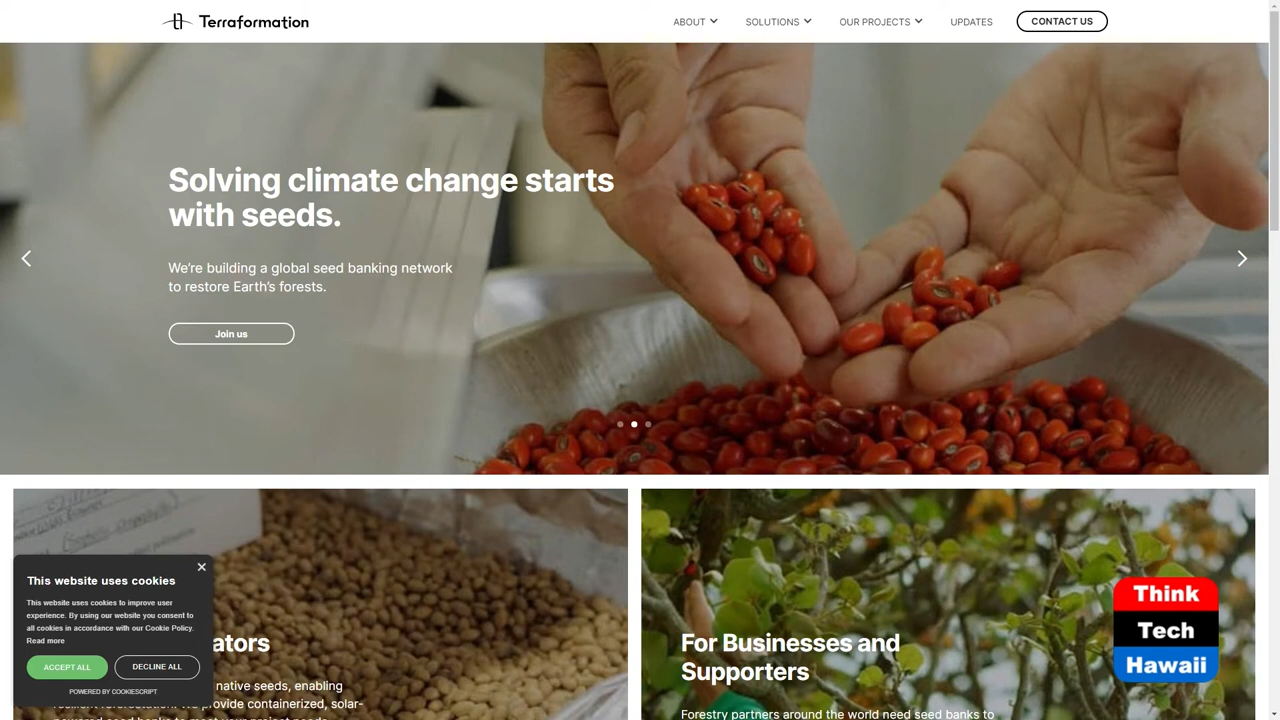 Terraformation
ABOUT
SOLUTIONS
OUR PROJECTS
UPDATES
CONTACT US
Solving climate change starts
with seeds.
We're building a global seed banking network
to restore Earth's forests.
Join us
This website uses cookies
This website uses cookies to improve user
experience. By using our website you consent to
all cookies in accordance with our Cookie Policy.
Read more
ACCEPT ALL
DECLINE ALL
POWERED BY COOKIESCRIPT
native seeds, enabling
provide containerized, solar-
For Businesses and
Supporters
Forestry partners around the world need seed banks to
Think
Tech
Hawaii